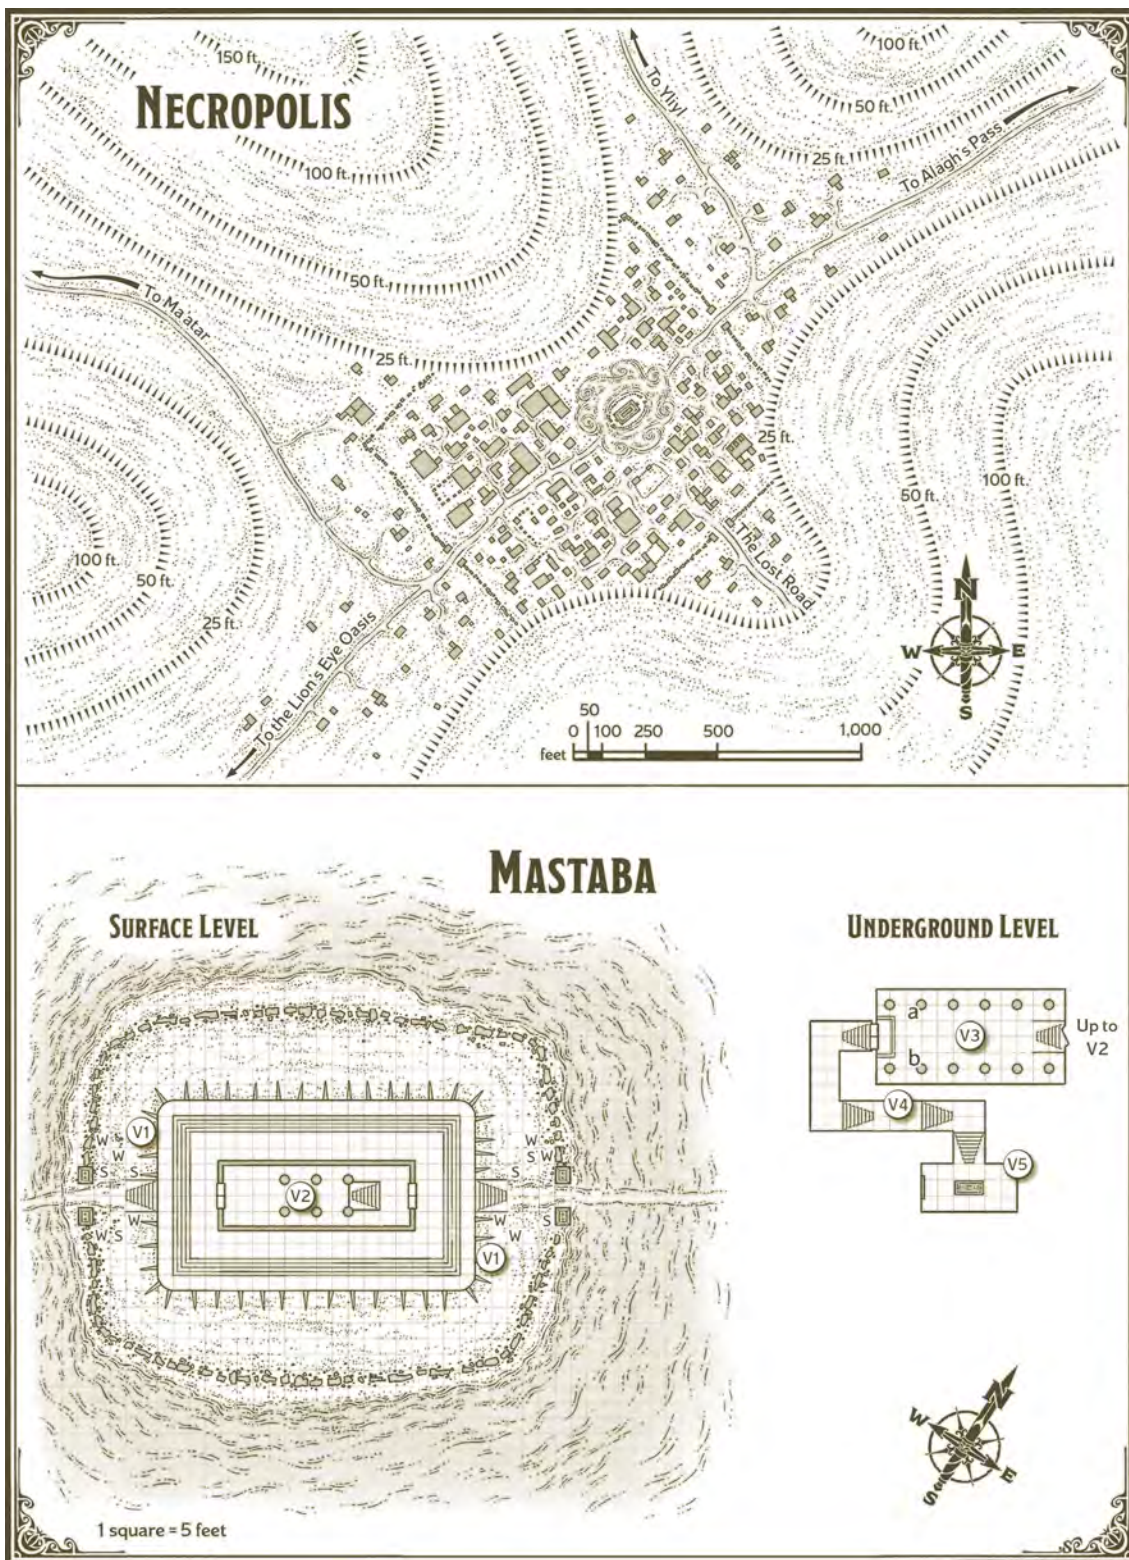 150 ft.
100 ft.
NECROPOLIS
To Yliyl
50 ft.
To Alagh's Pass
25 ft.
100 ft.
50 ft.
To Ma'atar
25 ft.
25 ft.
50 ft.
100 ft.
100 ft.
50 ft.
25 ft.
The Lost Road
To the Lion's Eye Oasis
N
W E
S
50
0 100 250 500 1,000
feet
MASTABA
SURFACE LEVEL
UNDERGROUND LEVEL
a
V3
Up to
V2
b
V4
V5
V1
W S
W
S S
W
W S
V2
W
S W
S
W S
W
V1
N
W
E
S
1 square = 5 feet